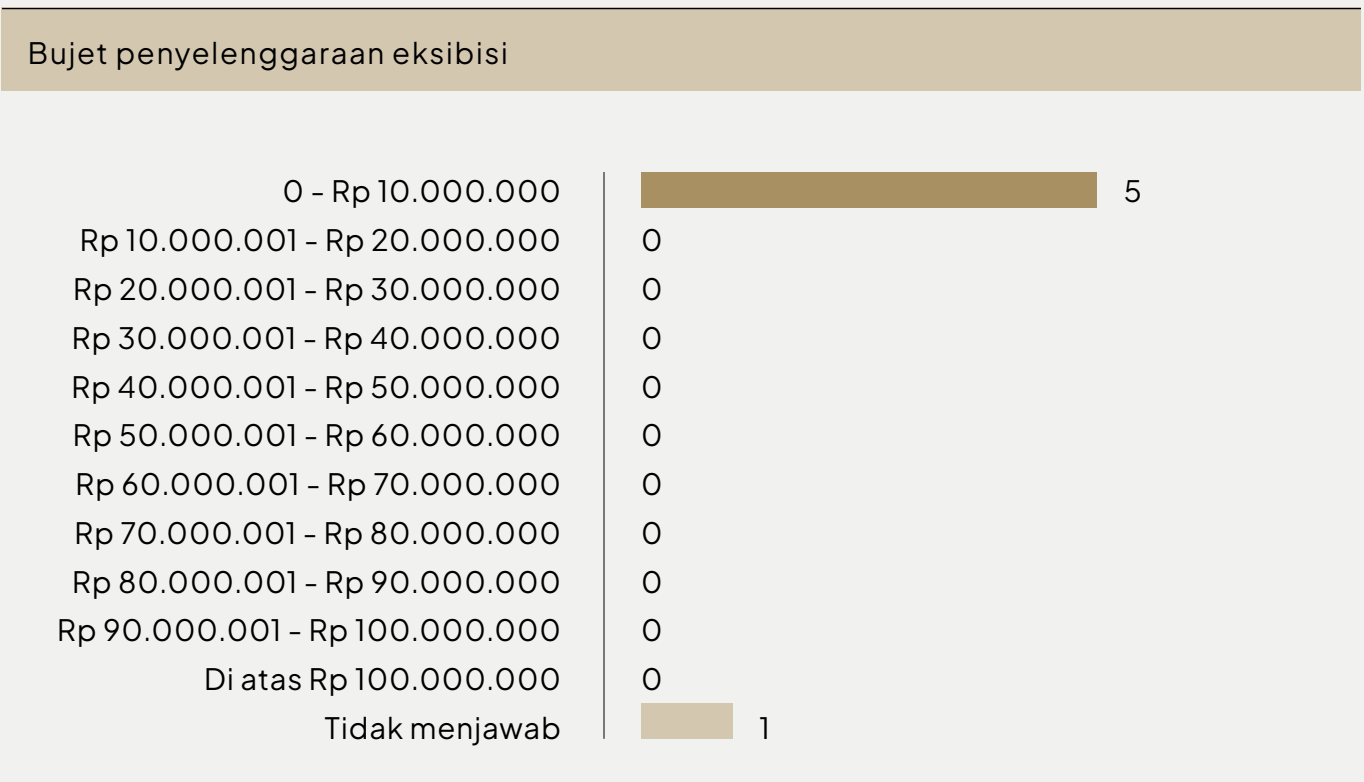 Bujet penyelenggaraan eksibisi
0 - Rp 10.000.000 5
Rp 10.000.001 - Rp 20.000.000 0
Rp 20.000.001 - Rp 30.000.000 0
Rp 30.000.001 - Rp 40.000.000 0
Rp 40.000.001 - Rp 50.000.000 0
Rp 50.000.001 - Rp 60.000.000 0
Rp 60.000.001 - Rp 70.000.000 0
Rp 70.000.001 - Rp 80.000.000 0
Rp 80.000.001 - Rp 90.000.000 0
Rp 90.000.001 - Rp 100.000.000 0
Di atas Rp 100.000.000 0
Tidak menjawab 1